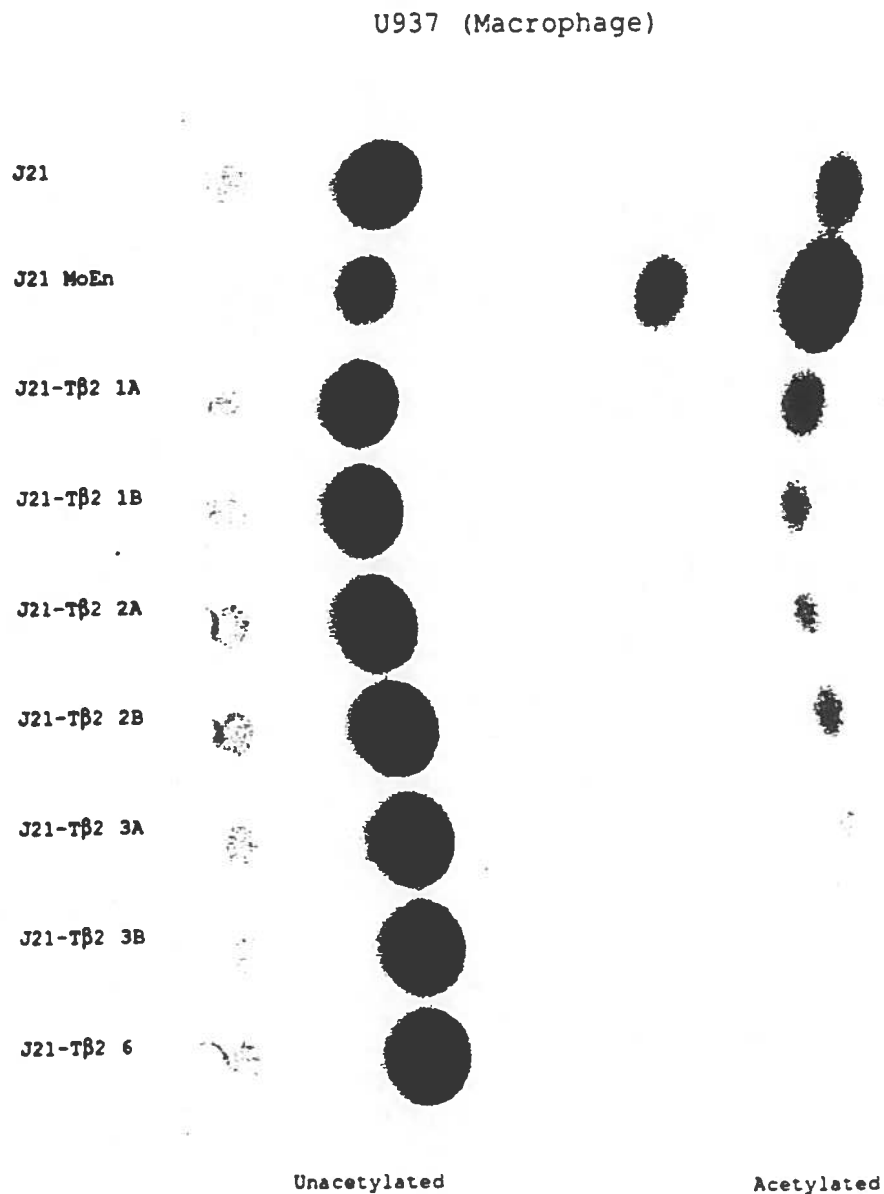 U937 (Macrophage)
J21
J21 MoEn
J21-Tβ2 1A
J21-Tβ2 1B
J21-Tβ2 2A
J21-Tβ2 2B
J21-Tβ2 3A
J21-Tβ2 3B
J21-Tβ2 6
Unacetylated Acetylated